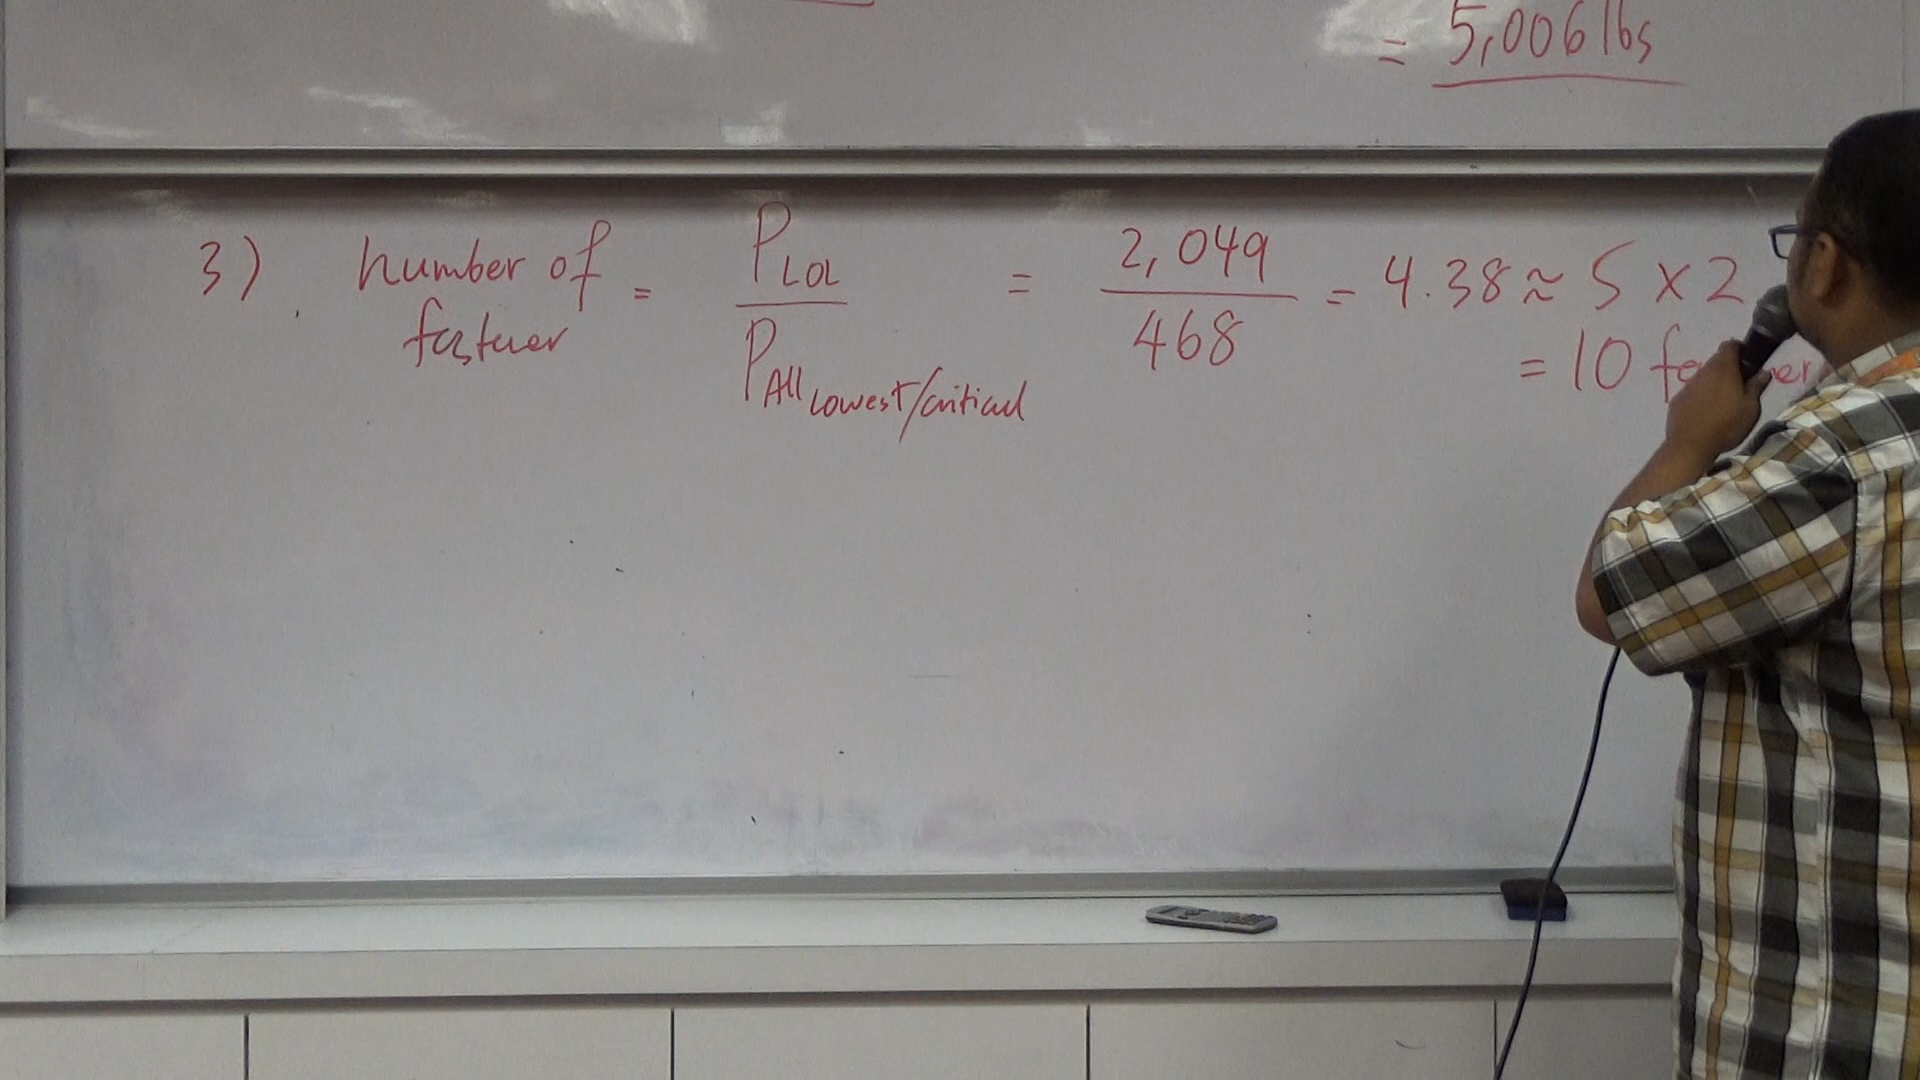 = 5,006 lbs
3) number of = P_LOL = 2,049 = 4.38 ≈ 5 x 2
fastener P_All lowest/critical 468 = 10